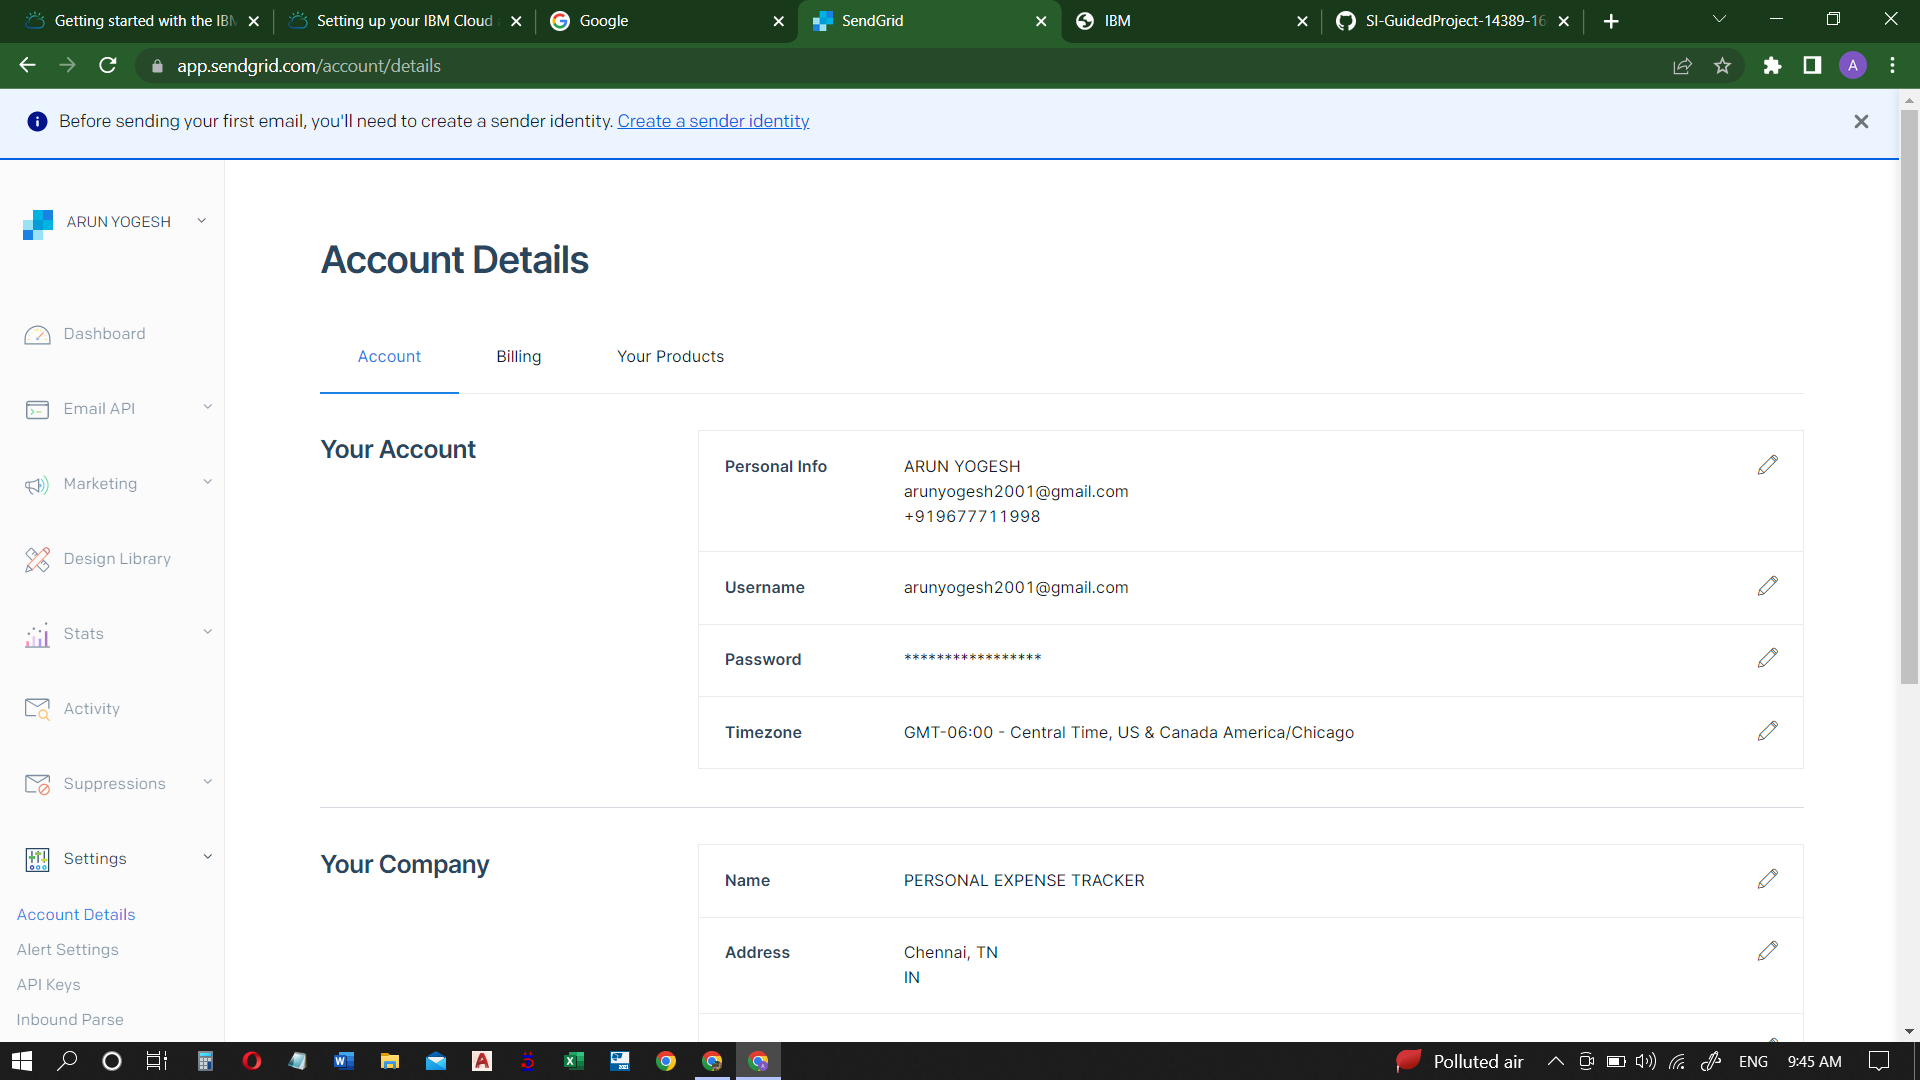 Getting started with the IBM
Setting up your IBM Cloud
Google
SendGrid
IBM
SI-GuidedProject-14389-16
app.sendgrid.com/account/details
A
Before sending your first email, you'll need to create a sender identity. Create a sender identity
ARUN YOGESH
Dashboard
Email API
Marketing
Design Library
Stats
Activity
Suppressions
Settings
Account Details
Alert Settings
API Keys
Inbound Parse
Account Details
Account
Billing
Your Products
Your Account
Personal Info
ARUN YOGESH
arunyogesh2001@gmail.com
+919677711998
Username
arunyogesh2001@gmail.com
Password
*****************
Timezone
GMT-06:00 - Central Time, US & Canada America/Chicago
Your Company
Name
PERSONAL EXPENSE TRACKER
Address
Chennai, TN
IN
Polluted air
ENG
9:45 AM